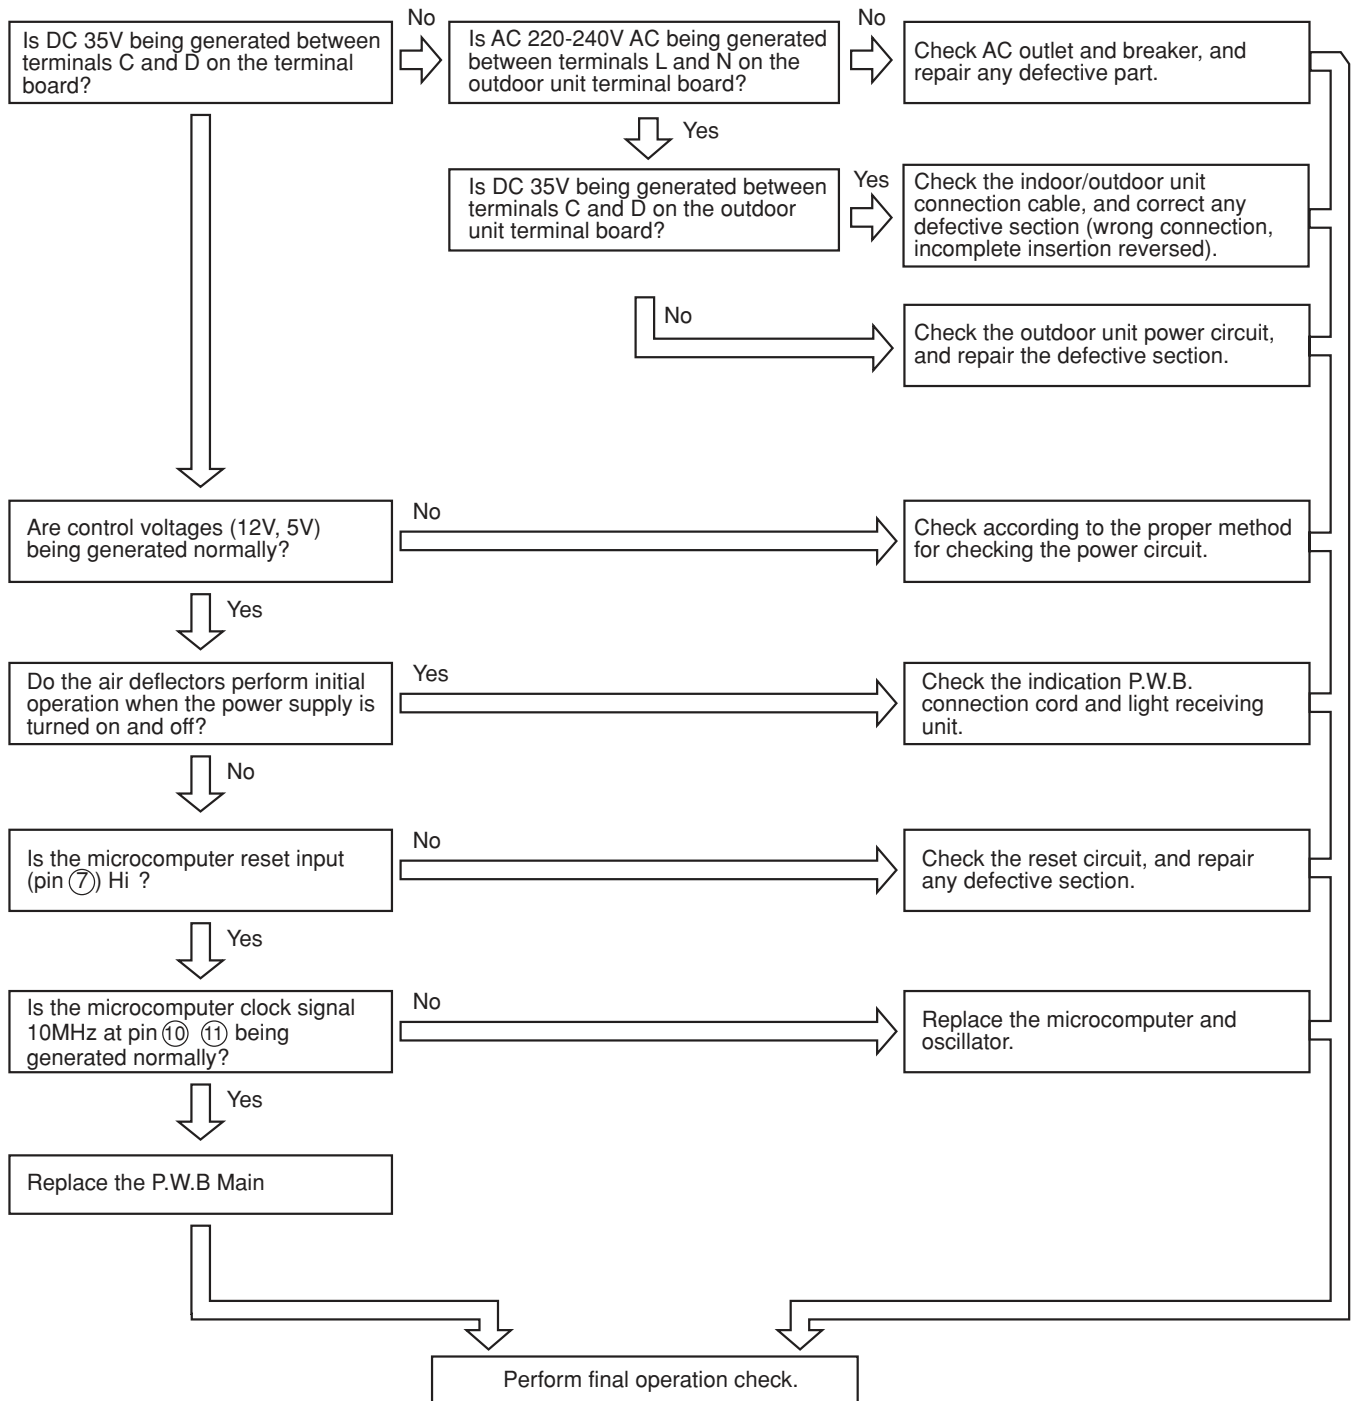 Is DC 35V being generated between
terminals C and D on the terminal
board?
No
Is AC 220-240V AC being generated
between terminals L and N on the
outdoor unit terminal board?
No
Check AC outlet and breaker, and
repair any defective part.
Yes
Is DC 35V being generated between
terminals C and D on the outdoor
unit terminal board?
Yes
Check the indoor/outdoor unit
connection cable, and correct any
defective section (wrong connection,
incomplete insertion reversed).
No
Check the outdoor unit power circuit,
and repair the defective section.
Are control voltages (12V, 5V)
being generated normally?
No
Check according to the proper method
for checking the power circuit.
Yes
Do the air deflectors perform initial
operation when the power supply is
turned on and off?
Yes
Check the indication P.W.B.
connection cord and light receiving
unit.
No
Is the microcomputer reset input
(pin ⑦) Hi ?
No
Check the reset circuit, and repair
any defective section.
Yes
Is the microcomputer clock signal
10MHz at pin ⑩ ⑪ being
generated normally?
No
Replace the microcomputer and
oscillator.
Yes
Replace the P.W.B Main
Perform final operation check.